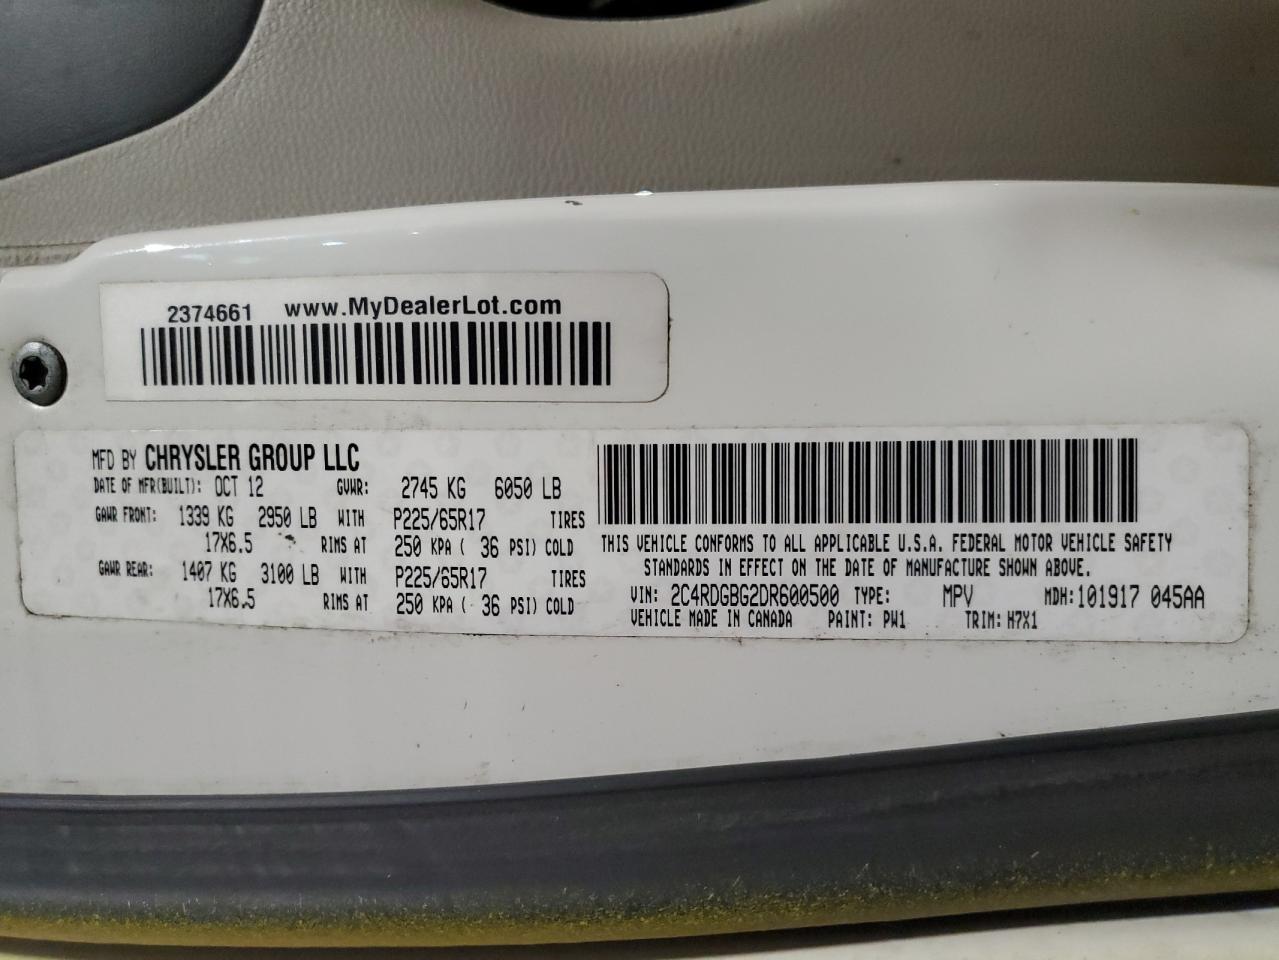 2374661 www.MyDealerLot.com
MFD BY CHRYSLER GROUP LLC
DATE OF MFR(BUILT): OCT 12 GVWR: 2745 KG 6050 LB
GAWR FRONT: 1339 KG 2950 LB WITH P225/65R17 TIRES
17X6.5 RIMS AT 250 KPA ( 36 PSI) COLD
GAWR REAR: 1407 KG 3100 LB WITH P225/65R17 TIRES
17X6.5 RIMS AT 250 KPA ( 36 PSI) COLD
THIS VEHICLE CONFORMS TO ALL APPLICABLE U.S.A. FEDERAL MOTOR VEHICLE SAFETY
STANDARDS IN EFFECT ON THE DATE OF MANUFACTURE SHOWN ABOVE.
VIN: 2C4RDGBG2DR600500 TYPE: MPV MDH:101917 045AA
VEHICLE MADE IN CANADA PAINT: PW1 TRIM: H7X1